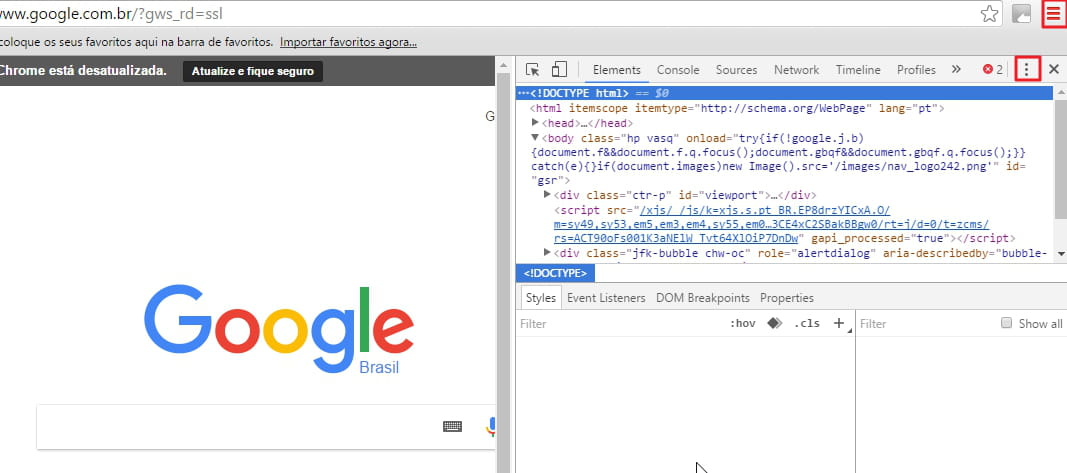 www.google.com.br/?gws_rd=ssl
coloque os seus favoritos aqui na barra de favoritos. Importar favoritos agora...
Chrome está desatualizada. Atualize e fique seguro
Elements Console Sources Network Timeline Profiles » 2
···<!DOCTYPE html> == $0
<html itemscope itemtype="http://schema.org/WebPage" lang="pt">
<head>…</head>
<body class="hp vasq" onload="try{if(!google.j.b)
{document.f&&document.f.q.focus();document.gbqf&&document.gbqf.q.focus();}}
catch(e){}if(document.images)new Image().src='/images/nav_logo242.png'" id=
"gsr">
<div class="ctr-p" id="viewport">…</div>
<script src="/xjs/_/js/k=xjs.s.pt_BR.EP8drzYICxA.O/
m=sy49,sy53,em5,em3,em4,sy55,em0…3CE4xC2SBakBBgw0/rt=j/d=0/t=zcms/
rs=ACT90oFs001K3aNElW_Tvt64XlOiP7DnDw" gapi_processed="true"></script>
<div class="jfk-bubble chw-oc" role="alertdialog" aria-describedby="bubble-
<!DOCTYPE>
Styles Event Listeners DOM Breakpoints Properties
Filter :hov .cls + Filter Show all
G
Google
Brasil